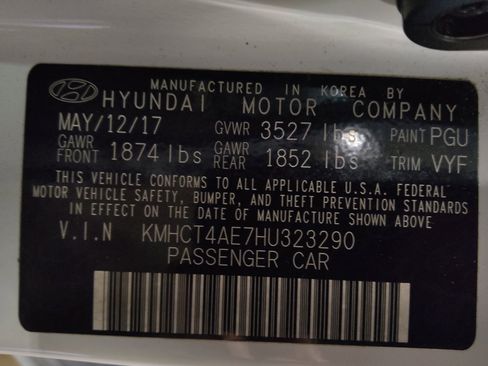 MANUFACTURED IN KOREA BY
HYUNDAI MOTOR COMPANY
MAY/12/17 GVWR 3527 lbs PAINT PGU
GAWR FRONT 1874 lbs GAWR REAR 1852 lbs TRIM VYF
THIS VEHICLE CONFORMS TO ALL APPLICABLE U.S.A. FEDERAL
MOTOR VEHICLE SAFETY, BUMPER, AND THEFT PREVENTION STANDARDS
IN EFFECT ON THE DATE OF MANUFACTURE SHOWN ABOVE
V.I.N KMHCT4AE7HU323290
PASSENGER CAR